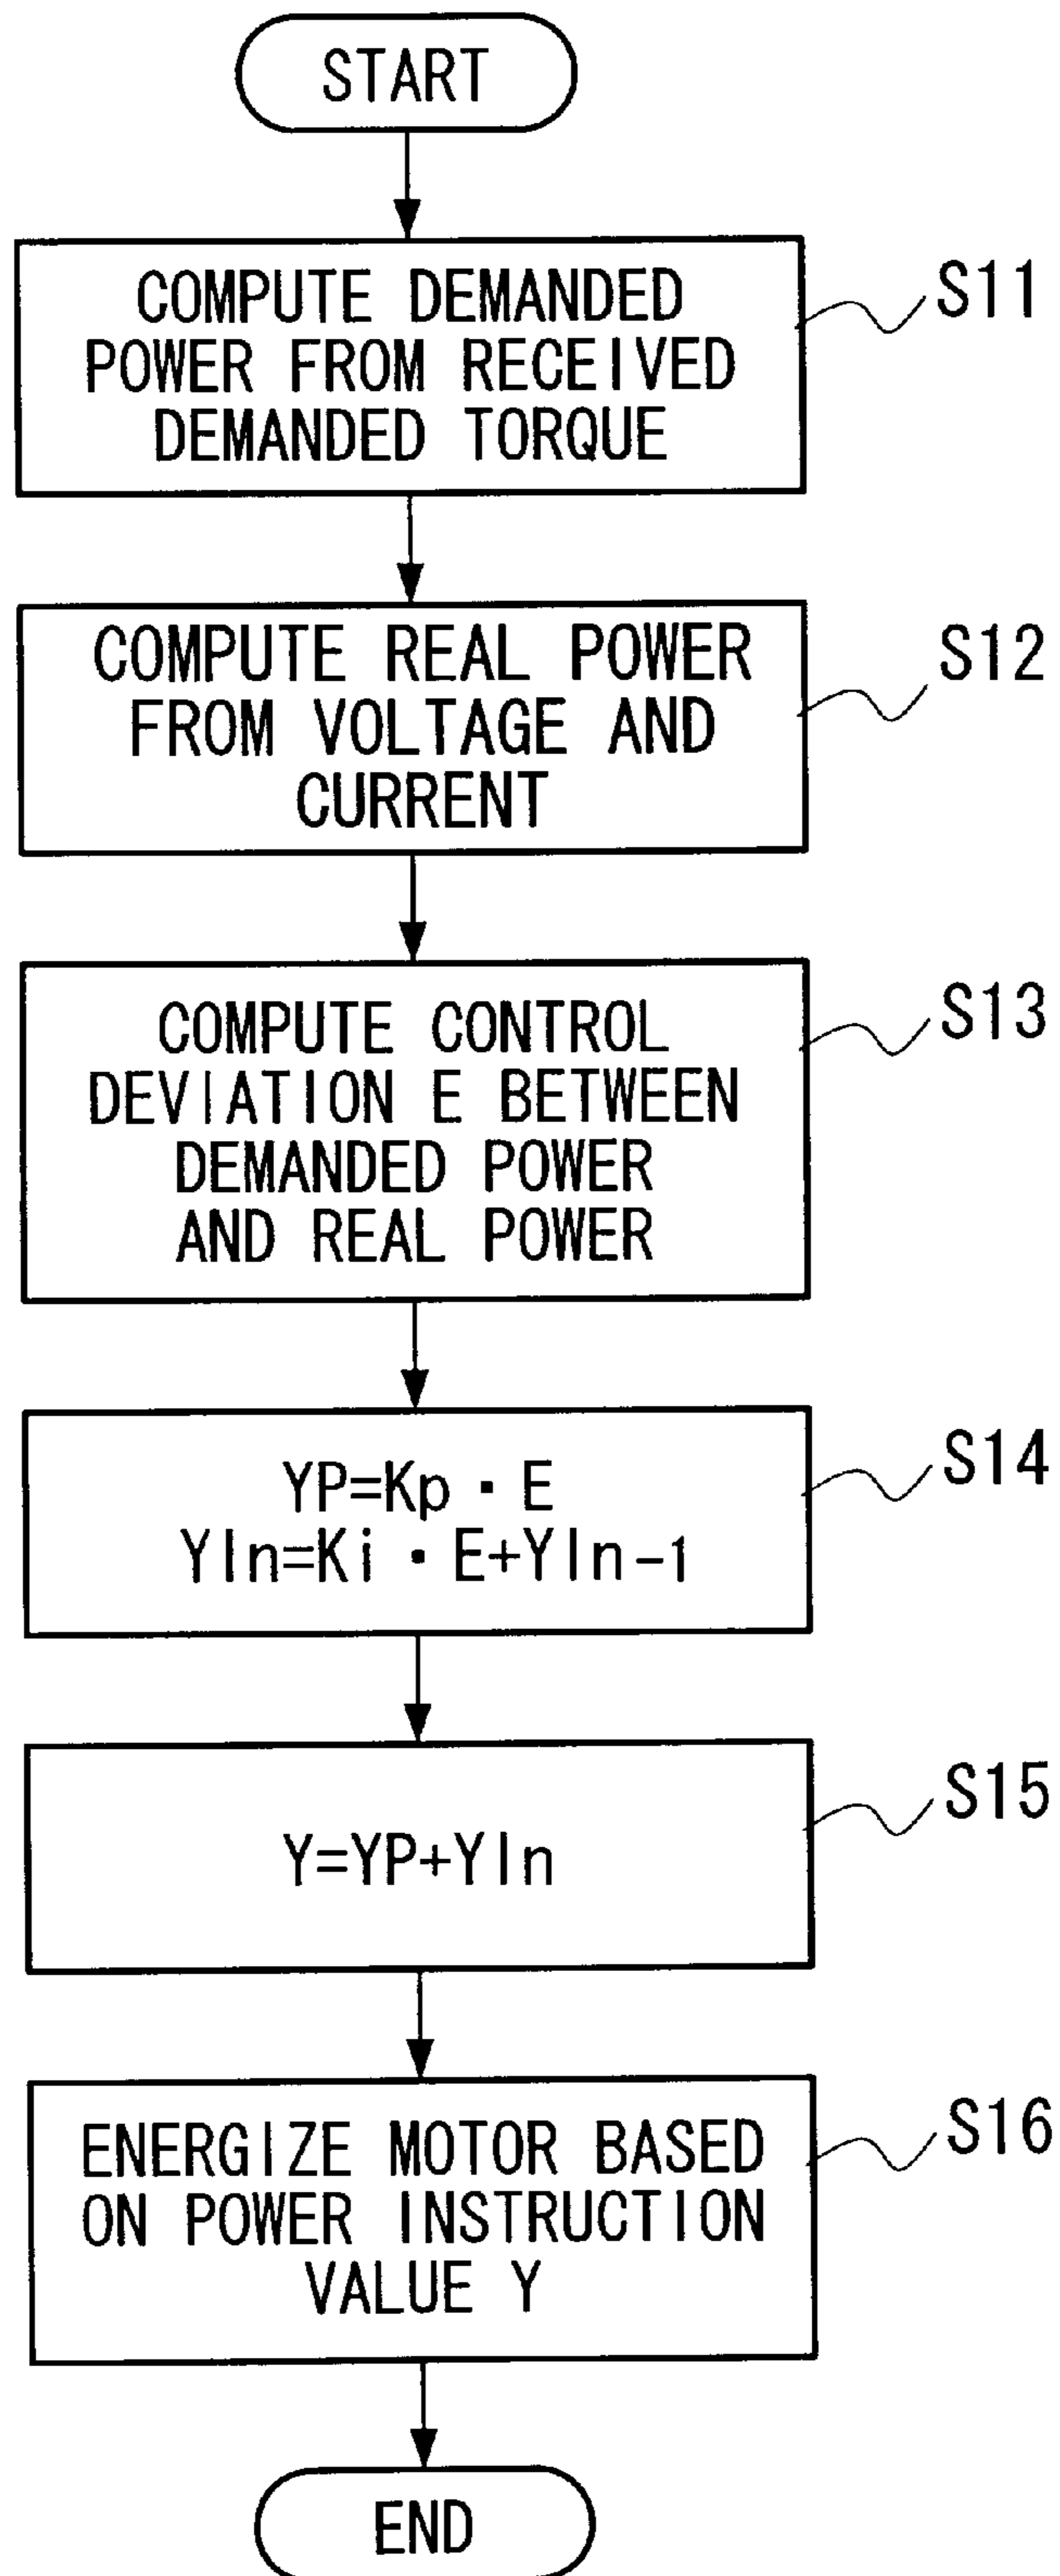 START
COMPUTE DEMANDED
POWER FROM RECEIVED
DEMANDED TORQUE
S11
COMPUTE REAL POWER
FROM VOLTAGE AND
CURRENT
S12
COMPUTE CONTROL
DEVIATION E BETWEEN
DEMANDED POWER
AND REAL POWER
S13
YP=Kp · E
YIn=Ki · E+YIn-1
S14
Y=YP+YIn
S15
ENERGIZE MOTOR BASED
ON POWER INSTRUCTION
VALUE Y
S16
END